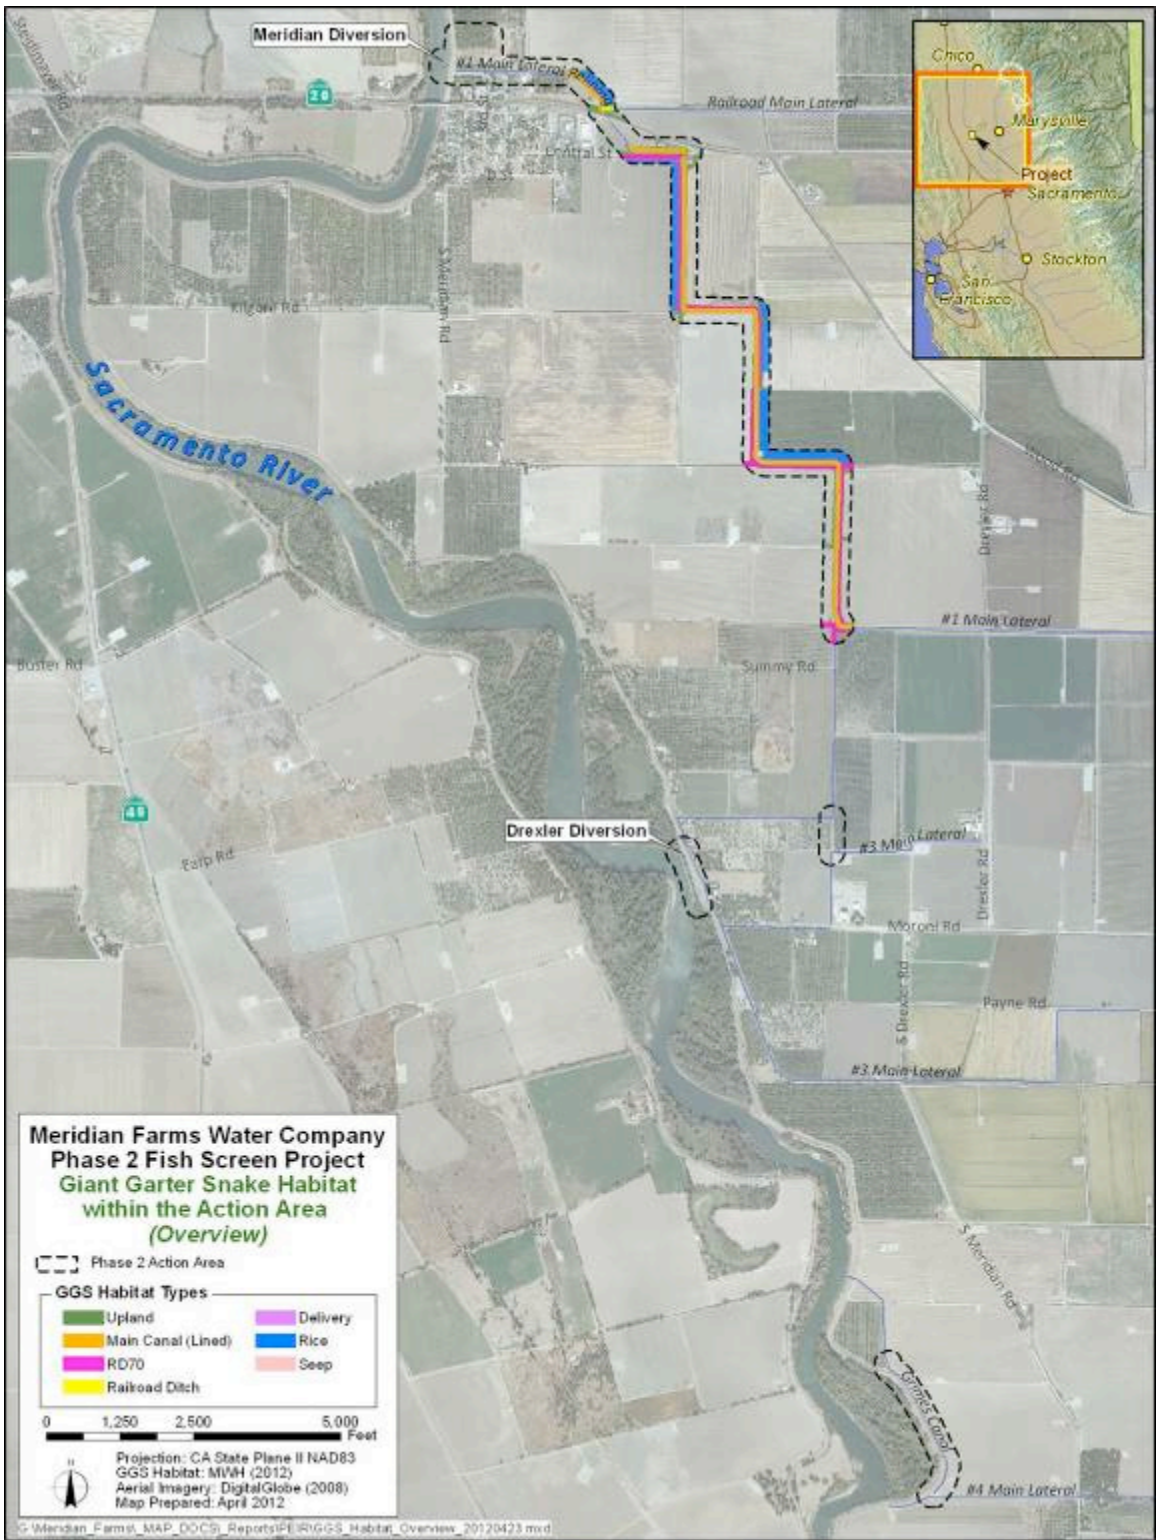 Meridian Diversion
Steidlmayer Rd
20
#1 Main Lateral
Railroad Main Lateral
Central St
Kilgore Rd
S Meridian Rd
Chico
Marysville
Project
Sacramento
Stockton
San
Francisco
Sacramento River
Wood Rd
Drexler Rd
#1 Main Lateral
Buster Rd
Summy Rd
Drexler Diversion
#3 Main Lateral
Earp Rd
Drexler Rd
Moroni Rd
S Drexler Rd
Payne Rd
#3 Main Lateral
S Meridian Rd
Grimes Canal
#4 Main Lateral
Meridian Farms Water Company
Phase 2 Fish Screen Project
Giant Garter Snake Habitat
within the Action Area
(Overview)
Phase 2 Action Area
GGS Habitat Types
Upland
Main Canal (Lined)
RD70
Railroad Ditch
Delivery
Rice
Seep
0 1,250 2,500 5,000
Feet
N
Projection: CA State Plane II NAD83
GGS Habitat: MWH (2012)
Aerial Imagery: DigitalGlobe (2008)
Map Prepared: April 2012